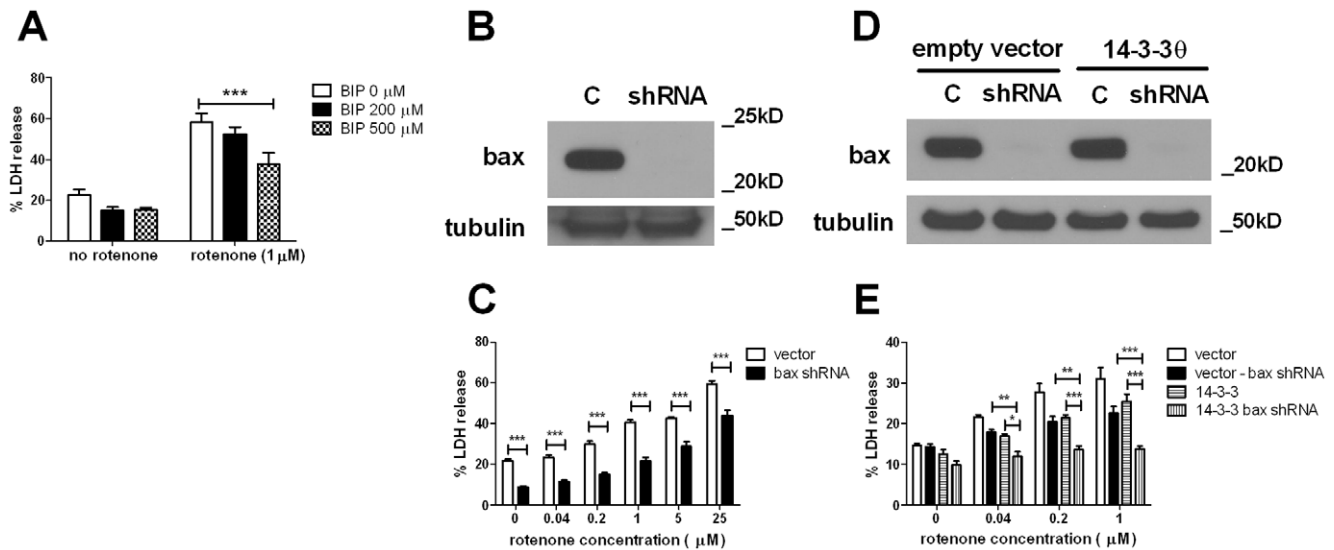 A
% LDH release
80
60
40
20
0
***
BIP 0 μM
BIP 200 μM
BIP 500 μM
no rotenone
rotenone (1 μM)
B
C shRNA
_25kD
bax
_20kD
tubulin
_50kD
D
empty vector 14-3-3θ
C shRNA C shRNA
bax
_20kD
tubulin
_50kD
C
% LDH release
80
60
40
20
0
*** *** *** *** *** ***
vector
bax shRNA
0 0.04 0.2 1 5 25
rotenone concentration ( μM)
E
% LDH release
40
30
20
10
0
** * ** *** *** ***
vector
vector - bax shRNA
14-3-3
14-3-3 bax shRNA
0 0.04 0.2 1
rotenone concentration ( μM)